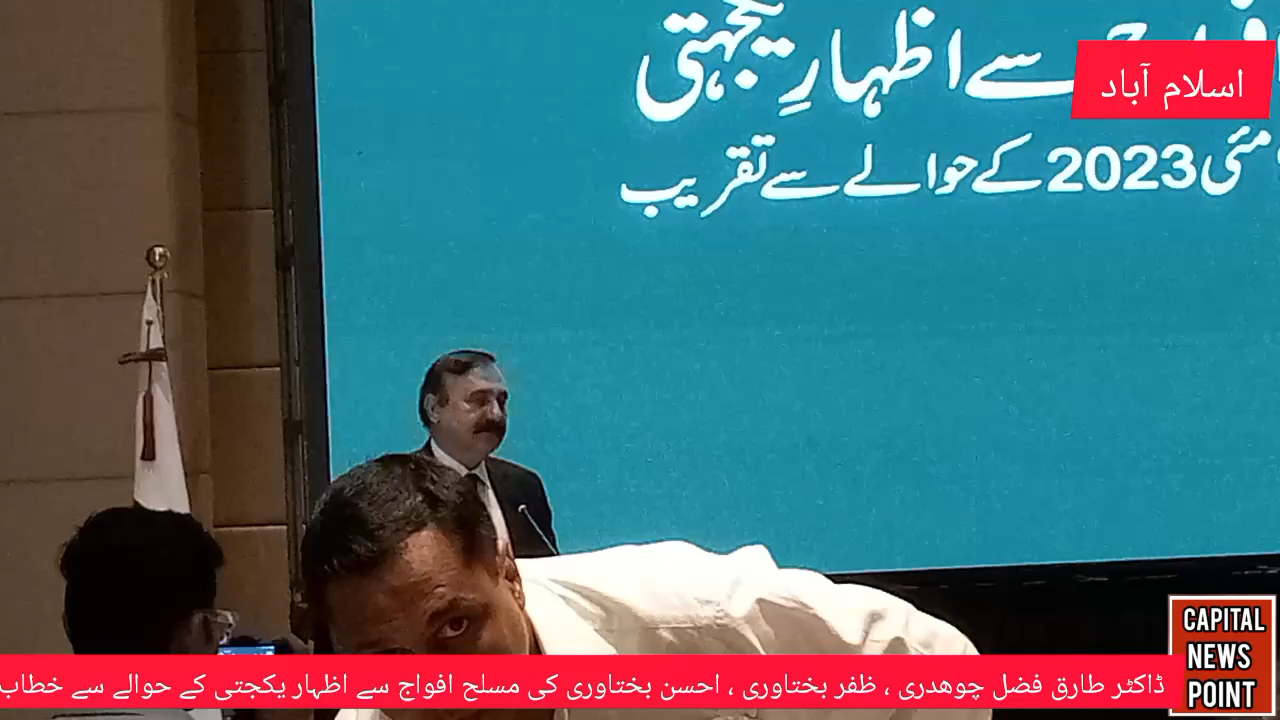 سے اظہارِ یکجہتی
اسلام آباد
مئی 2023 کے حوالے سے تقریب
CAPITAL
NEWS
POINT
ڈاکٹر طارق فضل چوھدری ، ظفر بختاوری ، احسن بختاوری کی مسلح افواج سے اظہار یکجتی کے حوالے سے خطاب